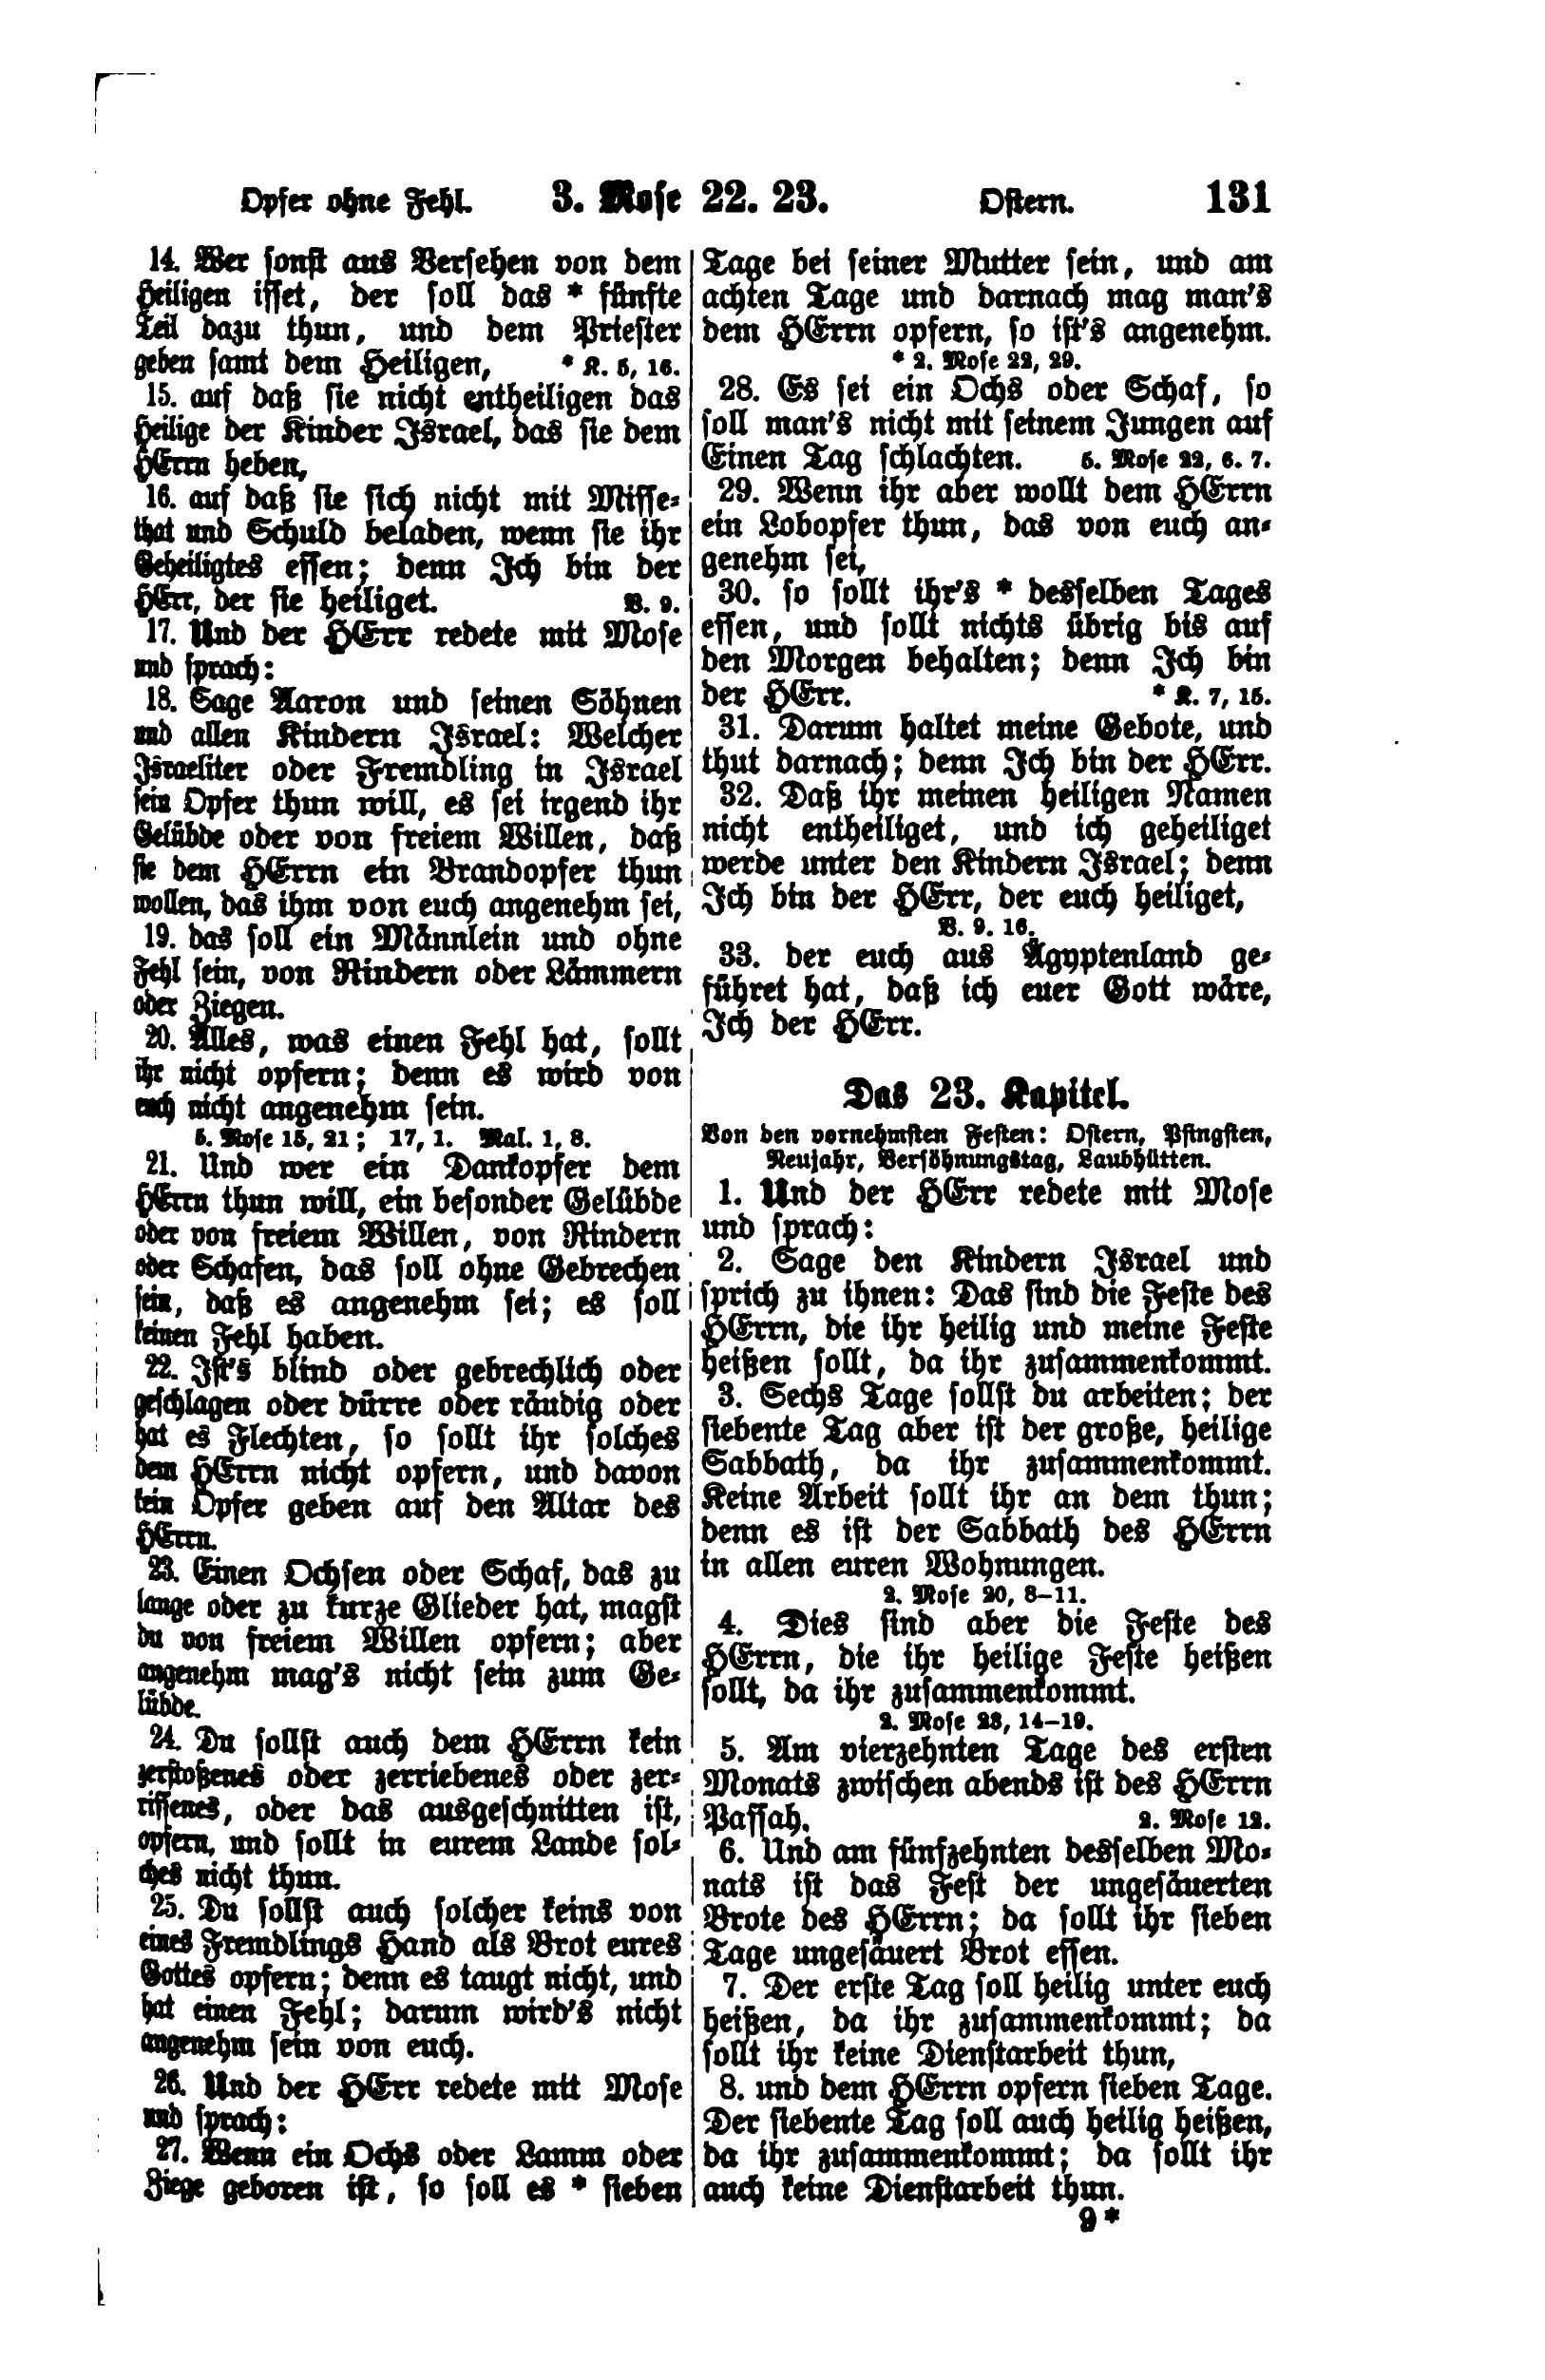 Opfer ohne Fehl. 3. Mose 22. 23. Ostern. 131
14. Wer sonst aus Versehen von dem
Heiligen isset, der soll das * fünfte
Teil dazu thun, und dem Priester
geben samt dem Heiligen, * K. 5, 16.
15. auf daß sie nicht entheiligen das
Heilige der Kinder Israel, das sie dem
HErrn heben,
16. auf daß sie sich nicht mit Misse-
that und Schuld beladen, wenn sie ihr
Geheiligtes essen; denn Ich bin der
HErr, der sie heiliget. V. 9.
17. Und der HErr redete mit Mose
und sprach:
18. Sage Aaron und seinen Söhnen
und allen Kindern Israel: Welcher
Israeliter oder Fremdling in Israel
sein Opfer thun will, es sei irgend ihr
Gelübde oder von freiem Willen, daß
sie dem HErrn ein Brandopfer thun
wollen, das ihm von euch angenehm sei,
19. das soll ein Männlein und ohne
Fehl sein, von Rindern oder Lämmern
oder Ziegen.
20. Alles, was einen Fehl hat, sollt
ihr nicht opfern; denn es wird von
euch nicht angenehm sein.
5. Mose 15, 21; 17, 1. Mal. 1, 8.
21. Und wer ein Dankopfer dem
HErrn thun will, ein besonder Gelübde
oder von freiem Willen, von Rindern
oder Schafen, das soll ohne Gebrechen
sein, daß es angenehm sei; es soll
keinen Fehl haben.
22. Ist's blind oder gebrechlich oder
geschlagen oder dürre oder räudig oder
hat es Flechten, so sollt ihr solches
dem HErrn nicht opfern, und davon
kein Opfer geben auf den Altar des
HErrn.
23. Einen Ochsen oder Schaf, das zu
lange oder zu kurze Glieder hat, magst
du von freiem Willen opfern; aber
angenehm mag's nicht sein zum Ge-
lübde.
24. Du sollst auch dem HErrn kein
zerstoßenes oder zerriebenes oder zer-
rissenes, oder das ausgeschnitten ist,
opfern, und sollt in eurem Lande sol-
ches nicht thun.
25. Du sollst auch solcher keins von
eines Fremdlings Hand als Brot eures
Gottes opfern; denn es taugt nicht, und
hat einen Fehl; darum wird's nicht
angenehm sein von euch.
26. Und der HErr redete mit Mose
und sprach:
27. Wenn ein Ochs oder Lamm oder
Ziege geboren ist, so soll es * sieben
Tage bei seiner Mutter sein, und am
achten Tage und darnach mag man's
dem HErrn opfern, so ist's angenehm.
* 2. Mose 22, 29.
28. Es sei ein Ochs oder Schaf, so
soll man's nicht mit seinem Jungen auf
Einen Tag schlachten. 5. Mose 22, 6. 7.
29. Wenn ihr aber wollt dem HErrn
ein Lobopfer thun, das von euch an-
genehm sei,
30. so sollt ihr's * desselben Tages
essen, und sollt nichts übrig bis auf
den Morgen behalten; denn Ich bin
der HErr. * K. 7, 15.
31. Darum haltet meine Gebote, und
thut darnach; denn Ich bin der HErr.
32. Daß ihr meinen heiligen Namen
nicht entheiliget, und ich geheiliget
werde unter den Kindern Israel; denn
Ich bin der HErr, der euch heiliget,
V. 9. 16.
33. der euch aus Ägyptenland ge-
führet hat, daß ich euer Gott wäre,
Ich der HErr.
Das 23. Kapitel.
Von den vornehmsten Festen: Ostern, Pfingsten,
Neujahr, Versöhnungstag, Laubhütten.
1. Und der HErr redete mit Mose
und sprach:
2. Sage den Kindern Israel und
sprich zu ihnen: Das sind die Feste des
HErrn, die ihr heilig und meine Feste
heißen sollt, da ihr zusammenkommt.
3. Sechs Tage sollst du arbeiten; der
siebente Tag aber ist der große, heilige
Sabbath, da ihr zusammenkommt.
Keine Arbeit sollt ihr an dem thun;
denn es ist der Sabbath des HErrn
in allen euren Wohnungen.
2. Mose 20, 8–11.
4. Dies sind aber die Feste des
HErrn, die ihr heilige Feste heißen
sollt, da ihr zusammenkommt.
2. Mose 23, 14–19.
5. Am vierzehnten Tage des ersten
Monats zwischen abends ist des HErrn
Passah. 2. Mose 12.
6. Und am fünfzehnten desselben Mo-
nats ist das Fest der ungesäuerten
Brote des HErrn; da sollt ihr sieben
Tage ungesäuert Brot essen.
7. Der erste Tag soll heilig unter euch
heißen, da ihr zusammenkommt; da
sollt ihr keine Dienstarbeit thun,
8. und dem HErrn opfern sieben Tage.
Der siebente Tag soll auch heilig heißen,
da ihr zusammenkommt; da sollt ihr
auch keine Dienstarbeit thun.
9*